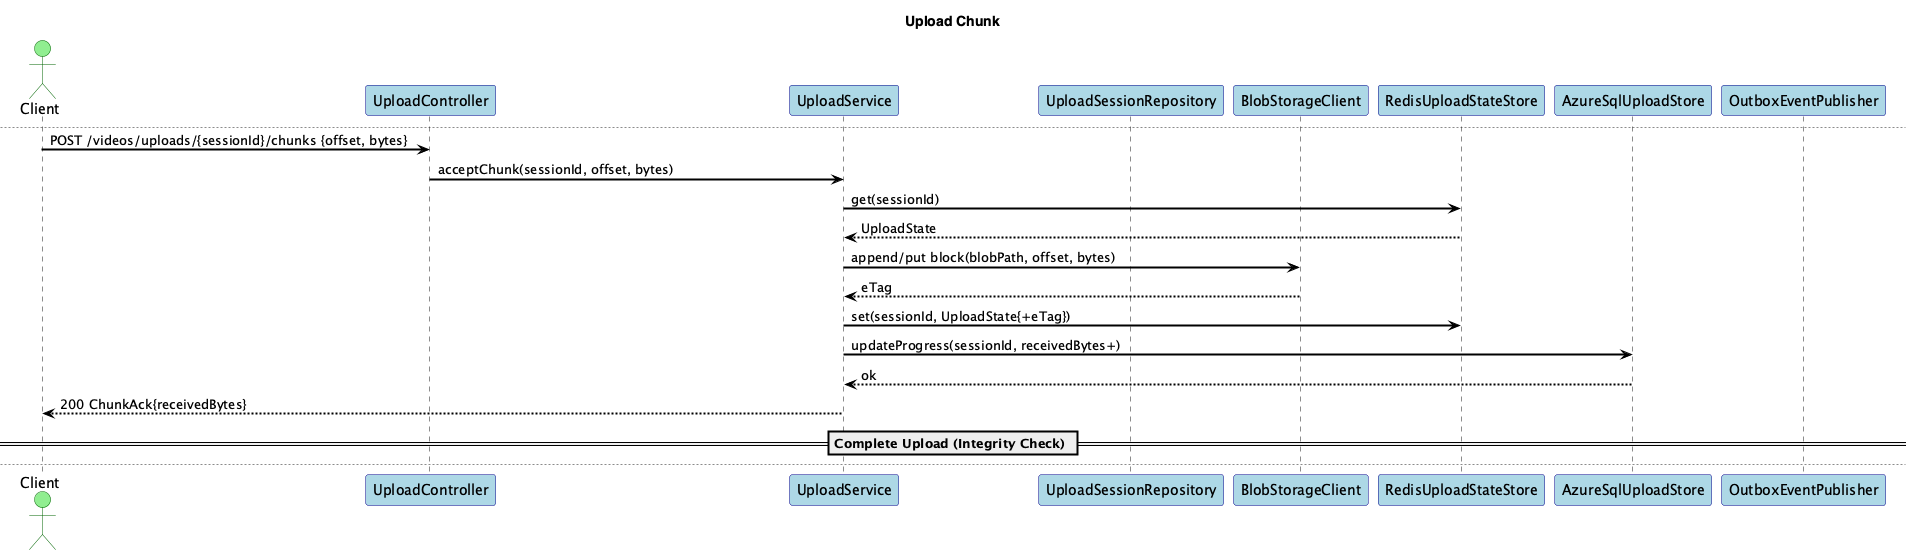 Upload Chunk
Client
UploadController
UploadService
UploadSessionRepository
BlobStorageClient
RedisUploadStateStore
AzureSqlUploadStore
OutboxEventPublisher
POST /videos/uploads/{sessionId}/chunks {offset, bytes}
acceptChunk(sessionId, offset, bytes)
get(sessionId)
UploadState
append/put block(blobPath, offset, bytes)
eTag
set(sessionId, UploadState{+eTag})
updateProgress(sessionId, receivedBytes+)
ok
200 ChunkAck{receivedBytes}
Complete Upload (Integrity Check)
Client
UploadController
UploadService
UploadSessionRepository
BlobStorageClient
RedisUploadStateStore
AzureSqlUploadStore
OutboxEventPublisher